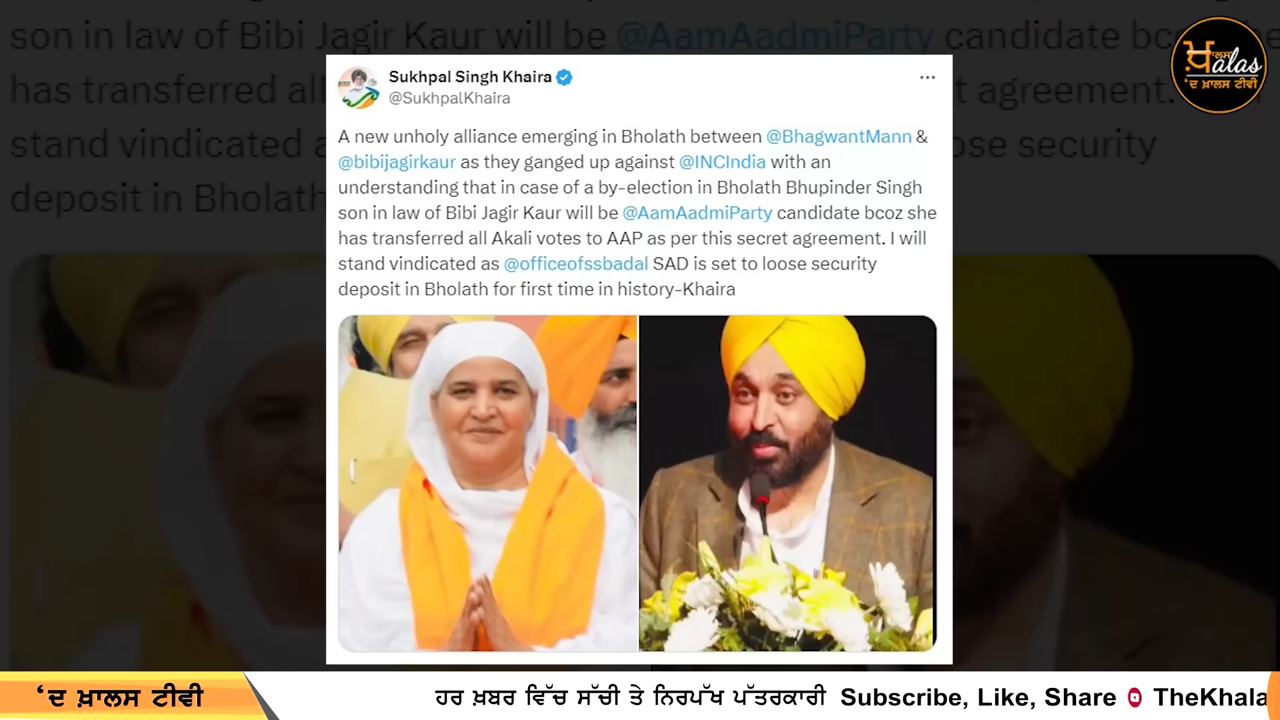 son in law of Bibi Jagir Kaur will be @AamAadmiParty candidate bc
has transferred all
t agreement.
stand vindicated a
ose security
deposit in Bholath
ਖ਼ਾਲਸ
alas
‘ਦ ਖ਼ਾਲਸ ਟੀਵੀ
Sukhpal Singh Khaira
@SukhpalKhaira
A new unholy alliance emerging in Bholath between @BhagwantMann &
@bibijagirkaur as they ganged up against @INCIndia with an
understanding that in case of a by-election in Bholath Bhupinder Singh
son in law of Bibi Jagir Kaur will be @AamAadmiParty candidate bcoz she
has transferred all Akali votes to AAP as per this secret agreement. I will
stand vindicated as @officeofssbadal SAD is set to loose security
deposit in Bholath for first time in history-Khaira
‘ਦ ਖ਼ਾਲਸ ਟੀਵੀ
ਹਰ ਖ਼ਬਰ ਵਿੱਚ ਸੱਚੀ ਤੇ ਨਿਰਪੱਖ ਪੱਤਰਕਾਰੀ Subscribe, Like, Share TheKhala